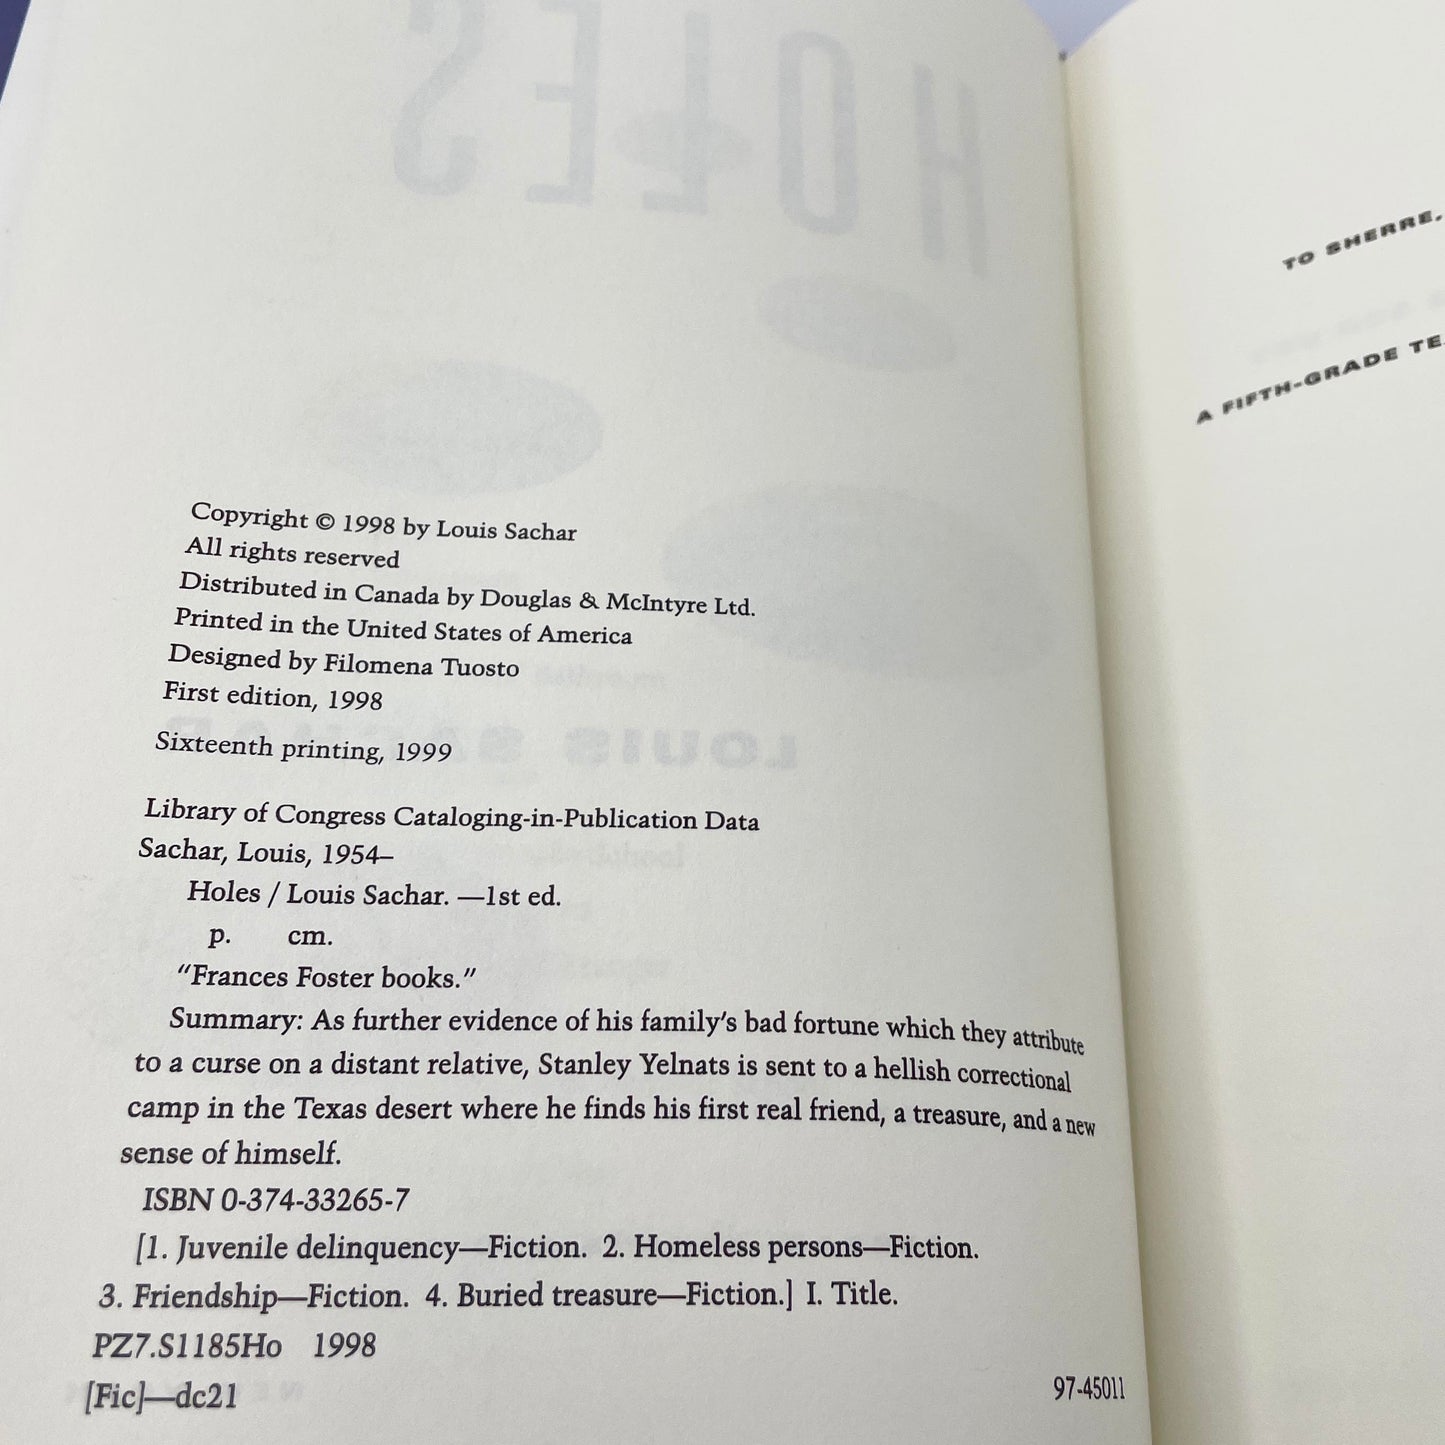 HOLES
LOUIS
Copyright © 1998 by Louis Sachar
All rights reserved
Distributed in Canada by Douglas & McIntyre Ltd.
Printed in the United States of America
Designed by Filomena Tuosto
First edition, 1998
Sixteenth printing, 1999
Library of Congress Cataloging-in-Publication Data
Sachar, Louis, 1954–
Holes / Louis Sachar. —1st ed.
p. cm.
"Frances Foster books."
Summary: As further evidence of his family's bad fortune which they attribute
to a curse on a distant relative, Stanley Yelnats is sent to a hellish correctional
camp in the Texas desert where he finds his first real friend, a treasure, and a new
sense of himself.
ISBN 0-374-33265-7
[1. Juvenile delinquency—Fiction. 2. Homeless persons—Fiction.
3. Friendship—Fiction. 4. Buried treasure—Fiction.] I. Title.
PZ7.S1185Ho 1998
[Fic]—dc21
97-45011
TO SHERRE,
A FIFTH-GRADE TE